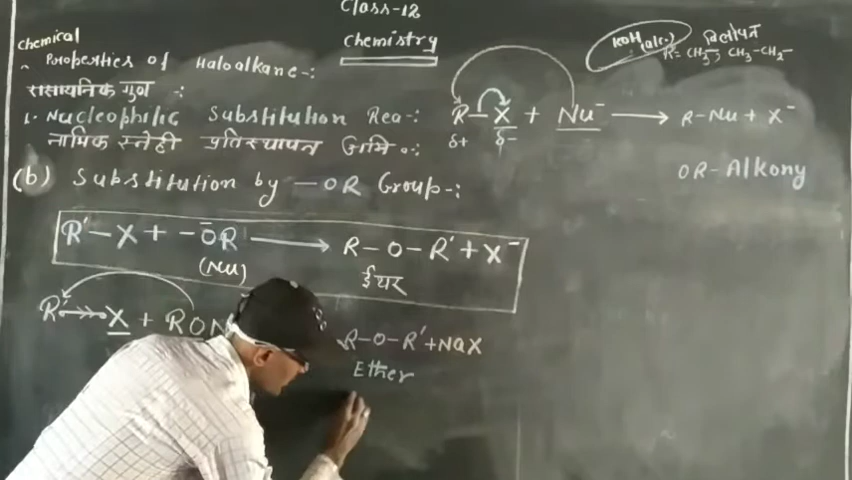 Class-12
Chemistry
Chemical
Properties of Haloalkane-:
रासायनिक गुण -:
KOH (alc.) विलोपन
R = CH3-, CH3-CH2-
1. Nucleophilic Substitution Rea-:
R-X + Nu⁻ → R-Nu + X⁻
δ+ δ-
नाभिक स्नेही प्रतिस्थापन अभि०:
(b) Substitution by -OR Group-:
OR- Alkony
R'-X + -ŌR → R-O-R' + X⁻
(Nu)
ईथर
R'-X + RON
R-O-R' + NaX
Ether